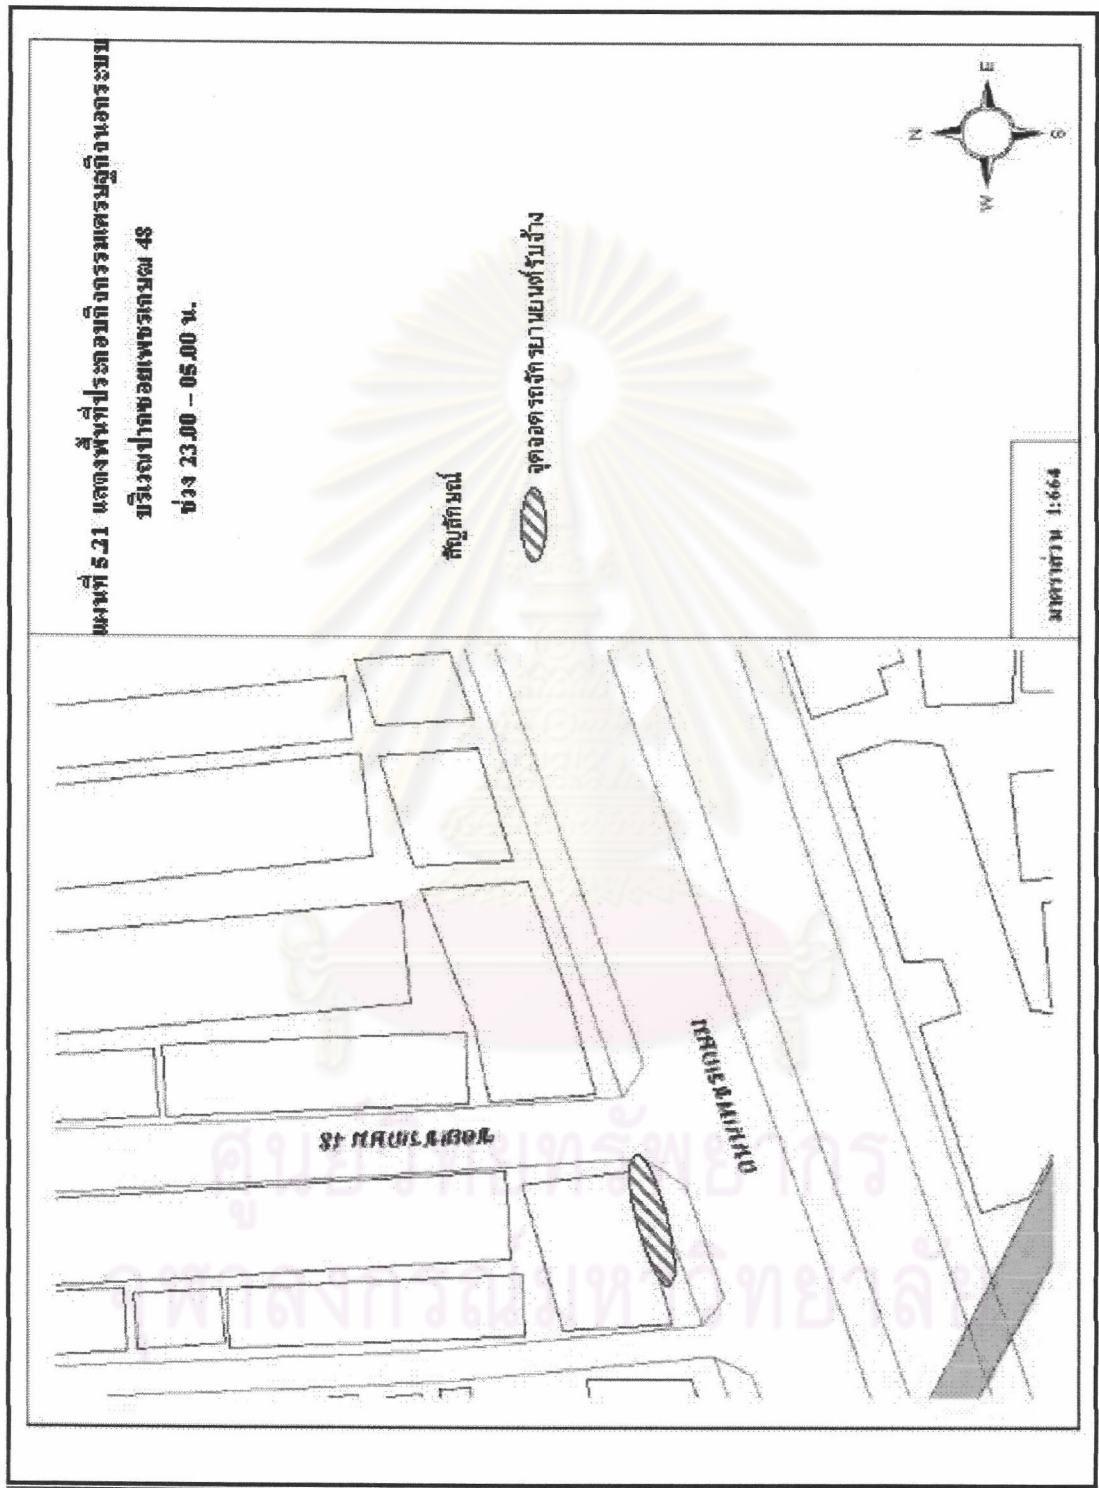 แผนที่ 5.21 แสดงพื้นที่ประกอบกิจกรรมเศรษฐกิจนอกระบบ
บริเวณปากซอยเพชรเกษม 48
ช่วง 23.00 – 05.00 น.
สัญลักษณ์
จุดจอดรถจักรยานยนต์รับจ้าง
มาตราส่วน 1:664
N
E
S
W
ซอยเพชรเกษม 48
ถนนเพชรเกษม
ศูนย์วิทยทรัพยากร
จุฬาลงกรณ์มหาวิทยาลัย